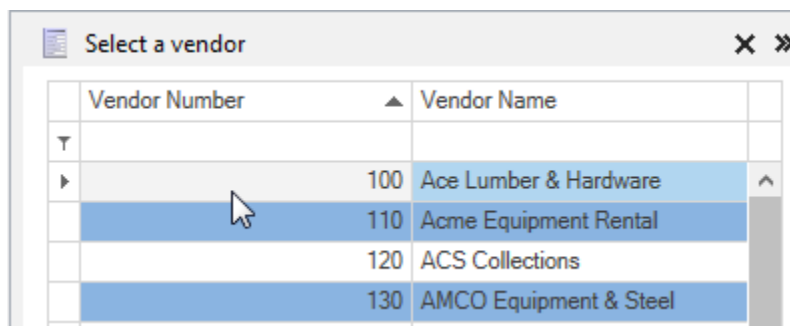 Select a vendor
Vendor Number Vendor Name
100 Ace Lumber & Hardware
110 Acme Equipment Rental
120 ACS Collections
130 AMCO Equipment & Steel